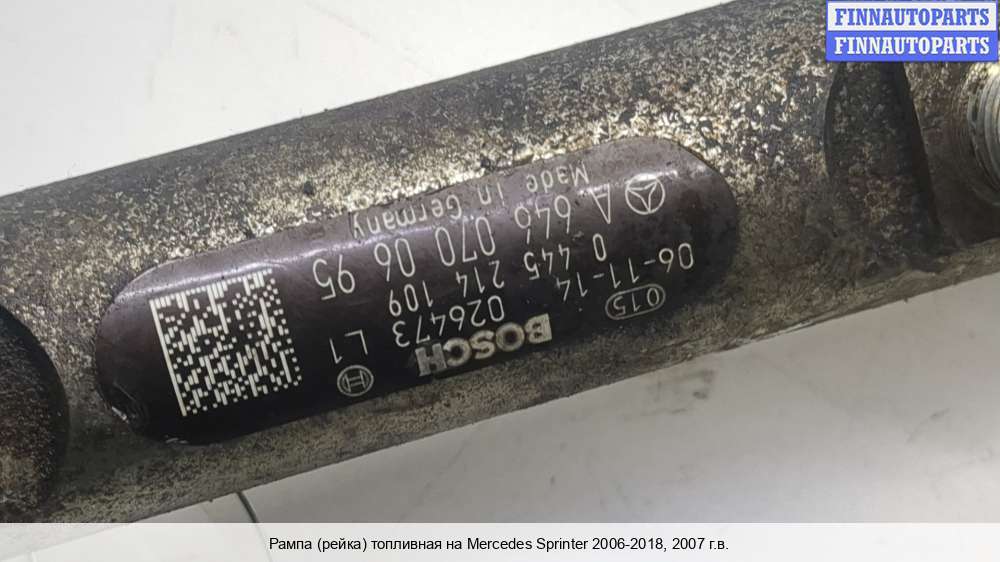 FINNAUTOPARTS
FINNAUTOPARTS
BOSCH
015
026473 L1
06-11-14
0 445 214 109
A 646 070 06 95
Made in Germany
Рампа (рейка) топливная на Mercedes Sprinter 2006-2018, 2007 г.в.